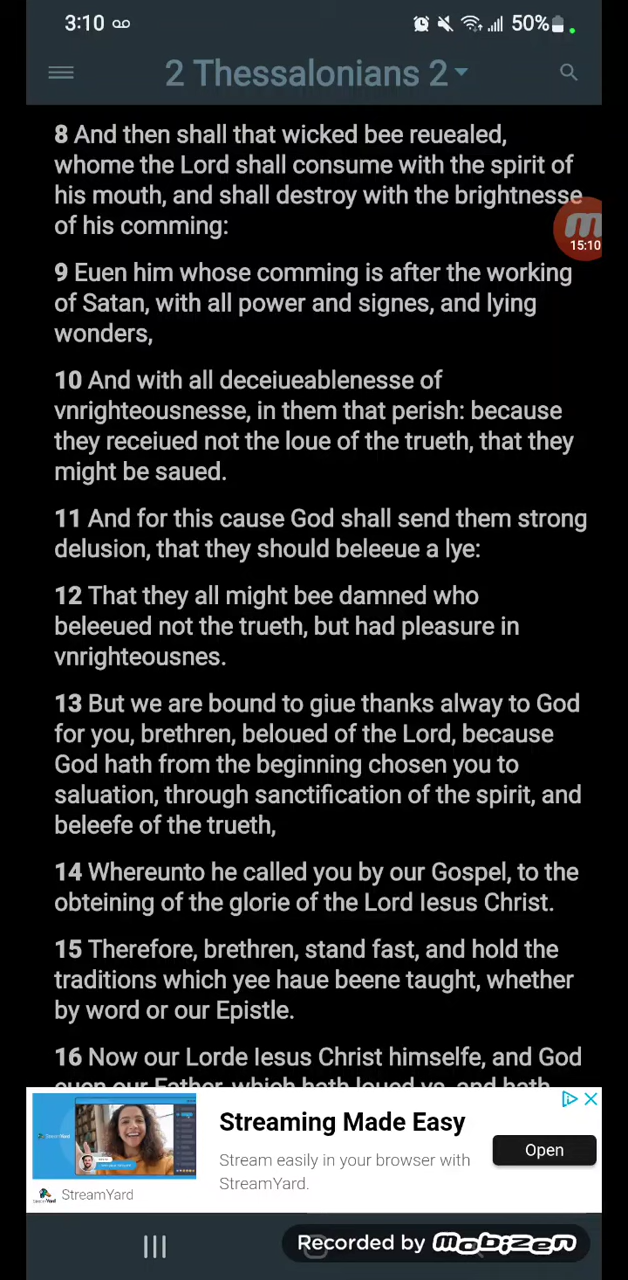 3:10
50%
2 Thessalonians 2
8 And then shall that wicked bee reuealed,
whome the Lord shall consume with the spirit of
his mouth, and shall destroy with the brightnesse
of his comming:
15:10
9 Euen him whose comming is after the working
of Satan, with all power and signes, and lying
wonders,
10 And with all deceiueablenesse of
vnrighteousnesse, in them that perish: because
they receiued not the loue of the trueth, that they
might be saued.
11 And for this cause God shall send them strong
delusion, that they should beleeue a lye:
12 That they all might bee damned who
beleeued not the trueth, but had pleasure in
vnrighteousnes.
13 But we are bound to giue thanks alway to God
for you, brethren, beloued of the Lord, because
God hath from the beginning chosen you to
saluation, through sanctification of the spirit, and
beleefe of the trueth,
14 Whereunto he called you by our Gospel, to the
obteining of the glorie of the Lord Iesus Christ.
15 Therefore, brethren, stand fast, and hold the
traditions which yee haue beene taught, whether
by word or our Epistle.
16 Now our Lorde Iesus Christ himselfe, and God
euen our Father, which hath loued vs, and hath
Streaming Made Easy
Stream easily in your browser with
StreamYard.
Open
StreamYard
Recorded by mobizen